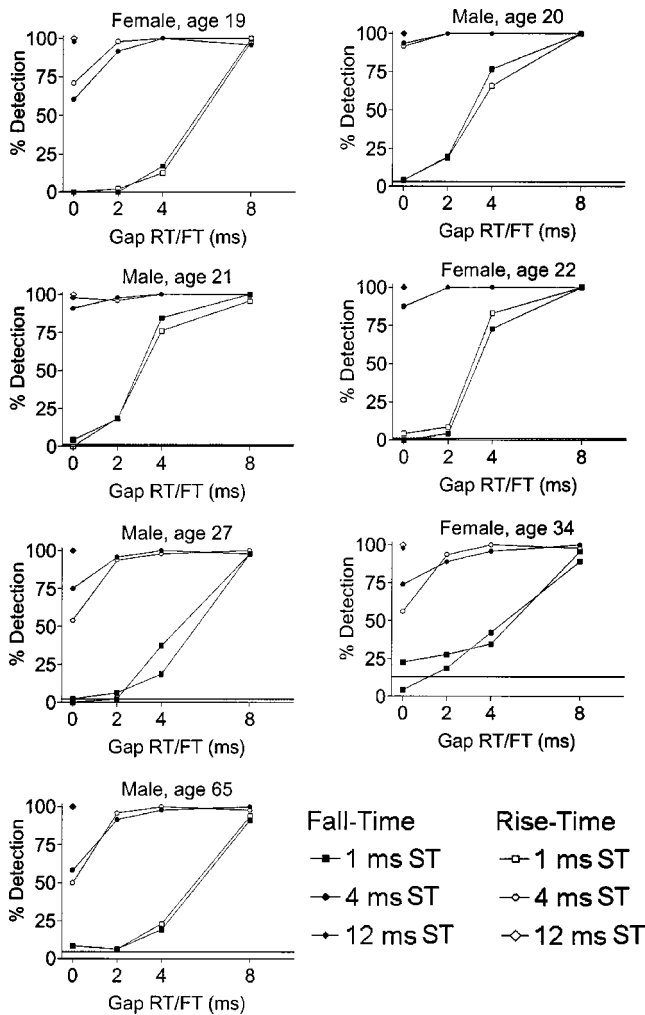 Female, age 19
100
75
50
25
0
% Detection
0 2 4 8
Gap RT/FT (ms)
Male, age 20
100
75
50
25
0
% Detection
0 2 4 8
Gap RT/FT (ms)
Male, age 21
100
75
50
25
0
% Detection
0 2 4 8
Gap RT/FT (ms)
Female, age 22
100
75
50
25
0
% Detection
0 2 4 8
Gap RT/FT (ms)
Male, age 27
100
75
50
25
0
% Detection
0 2 4 8
Gap RT/FT (ms)
Female, age 34
100
75
50
25
0
% Detection
0 2 4 8
Gap RT/FT (ms)
Male, age 65
100
75
50
25
0
% Detection
0 2 4 8
Gap RT/FT (ms)
Fall-Time
1 ms ST
4 ms ST
12 ms ST
Rise-Time
1 ms ST
4 ms ST
12 ms ST